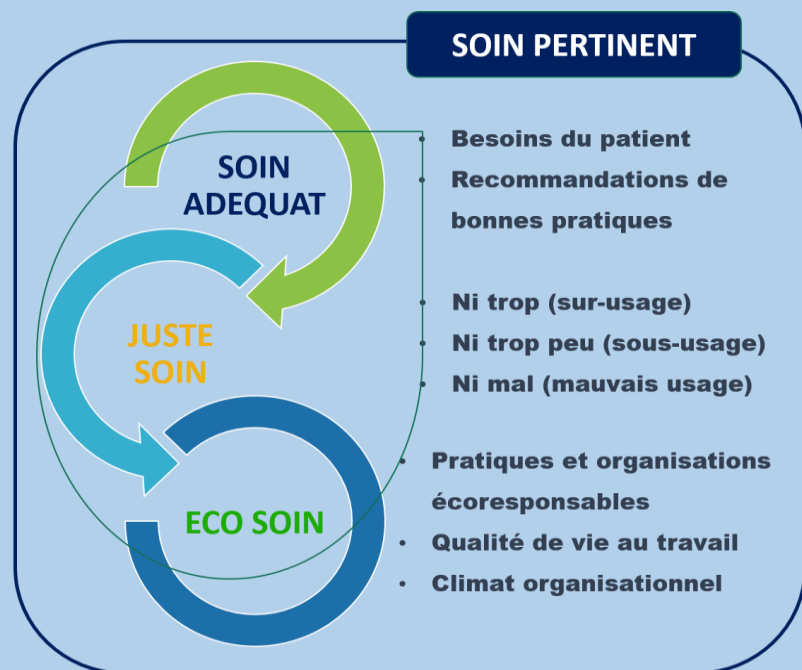 SOIN PERTINENT
SOIN
ADEQUAT
• Besoins du patient
• Recommandations de
bonnes pratiques
JUSTE
SOIN
• Ni trop (sur-usage)
• Ni trop peu (sous-usage)
• Ni mal (mauvais usage)
ECO SOIN
• Pratiques et organisations
écoresponsables
• Qualité de vie au travail
• Climat organisationnel